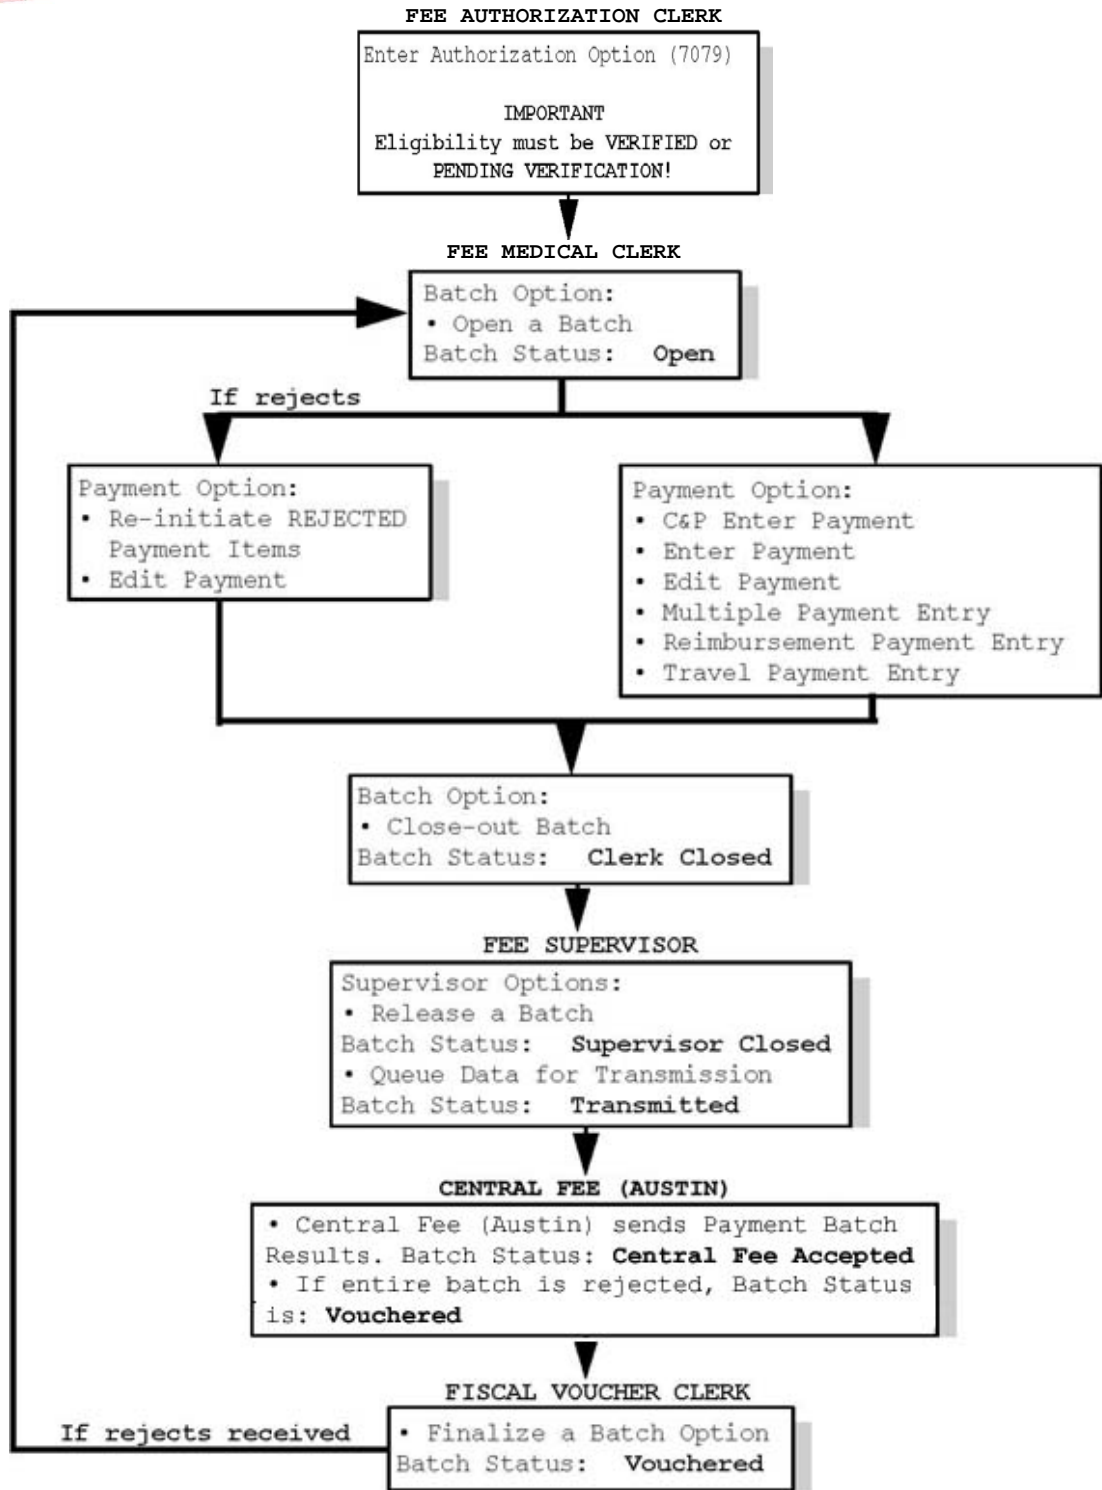 FEE AUTHORIZATION CLERK
Enter Authorization Option (7079)
IMPORTANT
Eligibility must be VERIFIED or
PENDING VERIFICATION!
FEE MEDICAL CLERK
Batch Option:
• Open a Batch
Batch Status: Open
If rejects
Payment Option:
• Re-initiate REJECTED
Payment Items
• Edit Payment
Payment Option:
• C&P Enter Payment
• Enter Payment
• Edit Payment
• Multiple Payment Entry
• Reimbursement Payment Entry
• Travel Payment Entry
Batch Option:
• Close-out Batch
Batch Status: Clerk Closed
FEE SUPERVISOR
Supervisor Options:
• Release a Batch
Batch Status: Supervisor Closed
• Queue Data for Transmission
Batch Status: Transmitted
CENTRAL FEE (AUSTIN)
• Central Fee (Austin) sends Payment Batch
Results. Batch Status: Central Fee Accepted
• If entire batch is rejected, Batch Status
is: Vouchered
FISCAL VOUCHER CLERK
If rejects received
• Finalize a Batch Option
Batch Status: Vouchered